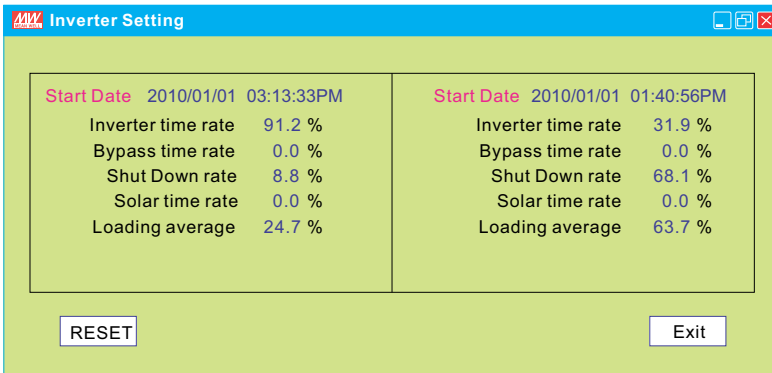 MW MEAN WELL Inverter Setting
Start Date 2010/01/01 03:13:33PM
Inverter time rate 91.2 %
Bypass time rate 0.0 %
Shut Down rate 8.8 %
Solar time rate 0.0 %
Loading average 24.7 %
Start Date 2010/01/01 01:40:56PM
Inverter time rate 31.9 %
Bypass time rate 0.0 %
Shut Down rate 68.1 %
Solar time rate 0.0 %
Loading average 63.7 %
RESET
Exit